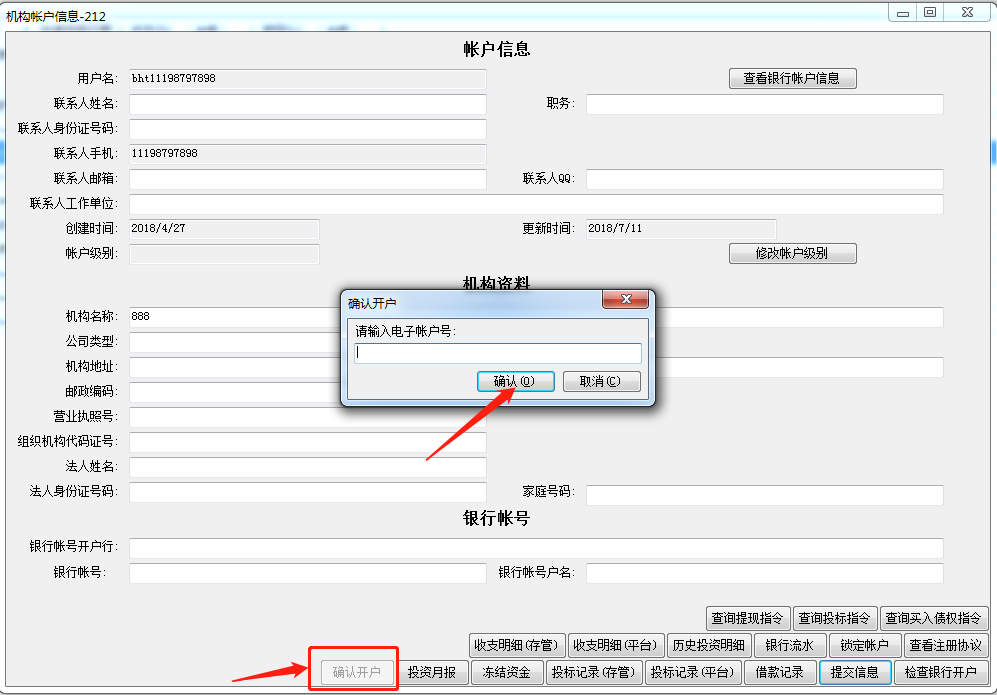 机构帐户信息-212
帐户信息
用户名: bht11198797898 查看银行帐户信息
联系人姓名: 职务:
联系人身份证号码:
联系人手机: 11198797898
联系人邮箱: 联系人QQ:
联系人工作单位:
创建时间: 2018/4/27 更新时间: 2018/7/11
帐户级别: 修改帐户级别
机构资料
确认开户
机构名称: 888
请输入电子帐户号:
公司类型:
机构地址:
确认(O) 取消(C)
邮政编码:
营业执照号:
组织机构代码证号:
法人姓名:
法人身份证号码: 家庭号码:
银行帐号
银行帐号开户行:
银行帐号: 银行帐号户名:
查询提现指令 查询投标指令 查询买入债权指令
收支明细(存管) 收支明细(平台) 历史投资明细 银行流水 锁定帐户 查看注册协议
确认开户 投资月报 冻结资金 投标记录(存管) 投标记录(平台) 借款记录 提交信息 检查银行开户